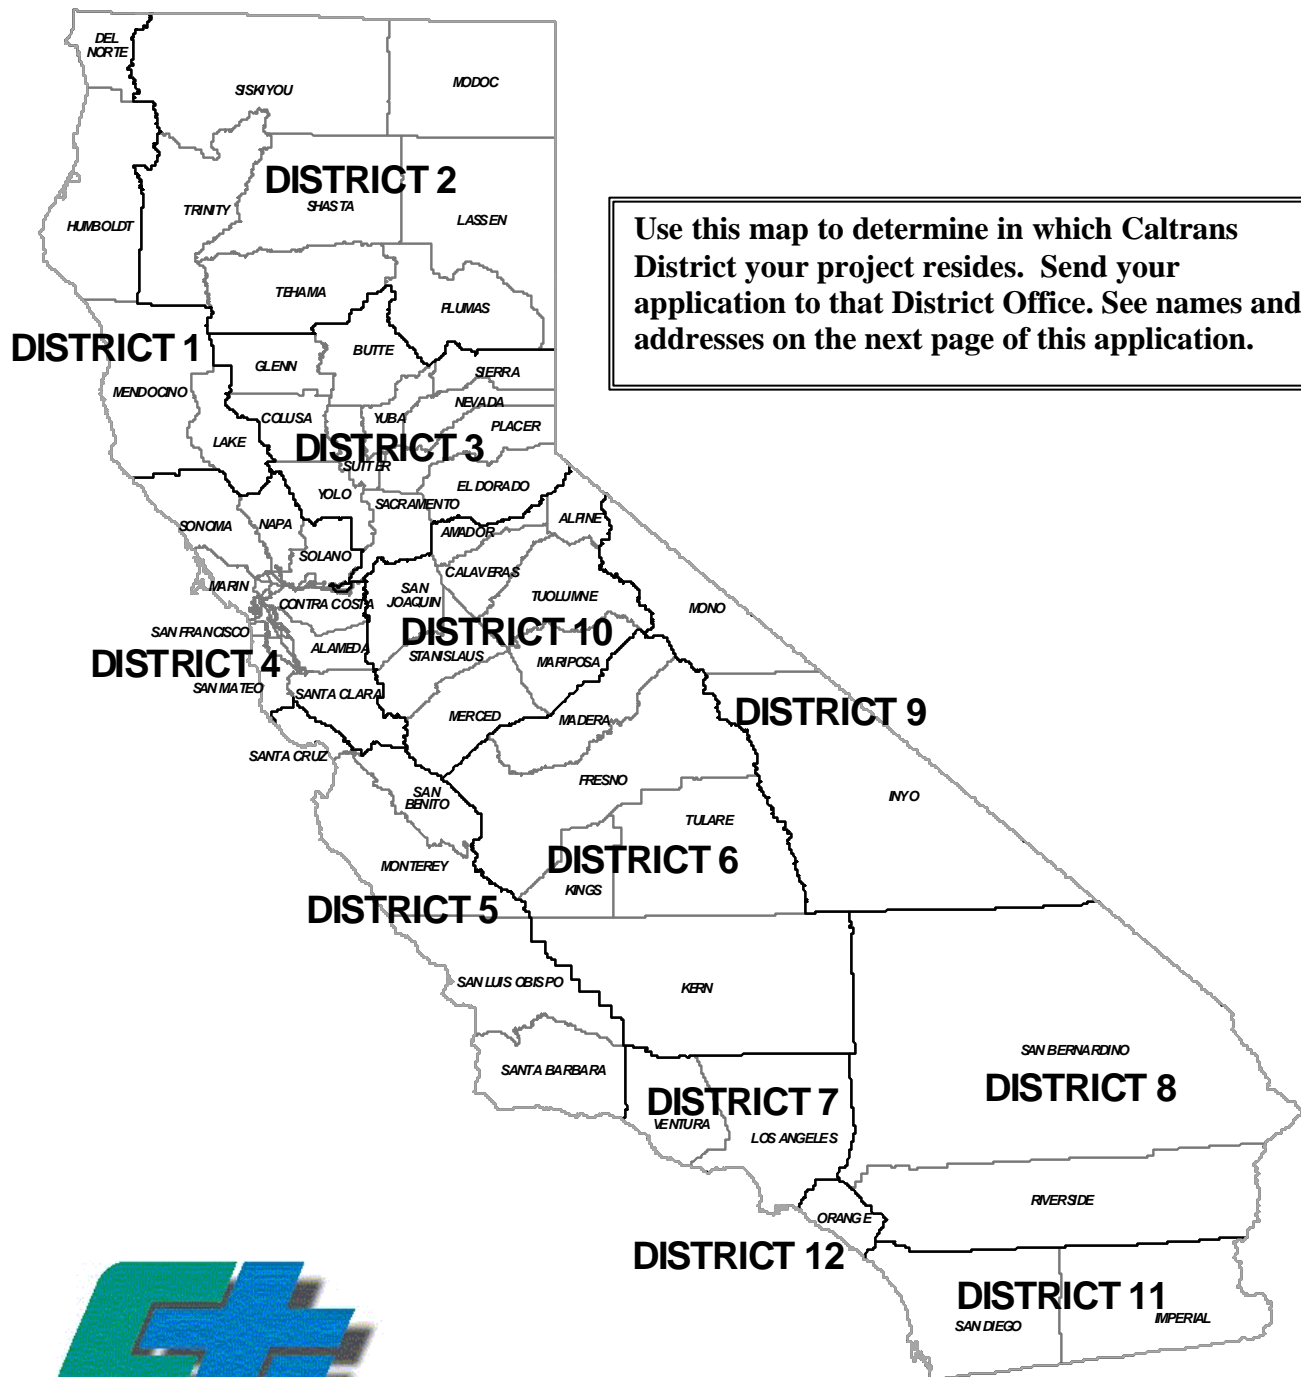 DEL
NORTE
SISKIYOU
MODOC
DISTRICT 2
SHASTA
TRINITY
HUMBOLDT
LASSEN
Use this map to determine in which Caltrans
District your project resides.  Send your
application to that District Office. See names and
addresses on the next page of this application.
TEHAMA
PLUMAS
DISTRICT 1
BUTTE
GLENN
SIERRA
MENDOCINO
NEVADA
COLUSA
YUBA
PLACER
LAKE
DISTRICT 3
SUTTER
EL DORADO
YOLO
SACRAMENTO
SONOMA
NAPA
ALPINE
AMADOR
SOLANO
CALAVERAS
MARIN
SAN
JOAQUIN
TUOLUMNE
CONTRA COSTA
MONO
SAN FRANCISCO
DISTRICT 10
ALAMEDA
STANISLAUS
DISTRICT 4
MARIPOSA
SAN MATEO
SANTA CLARA
MERCED
MADERA
DISTRICT 9
SANTA CRUZ
FRESNO
SAN
BENITO
INYO
TULARE
MONTEREY
DISTRICT 6
KINGS
DISTRICT 5
SAN LUIS OBISPO
KERN
SAN BERNARDINO
SANTA BARBARA
DISTRICT 8
DISTRICT 7
VENTURA
LOS ANGELES
RIVERSIDE
ORANGE
DISTRICT 12
DISTRICT 11
SAN DIEGO
IMPERIAL